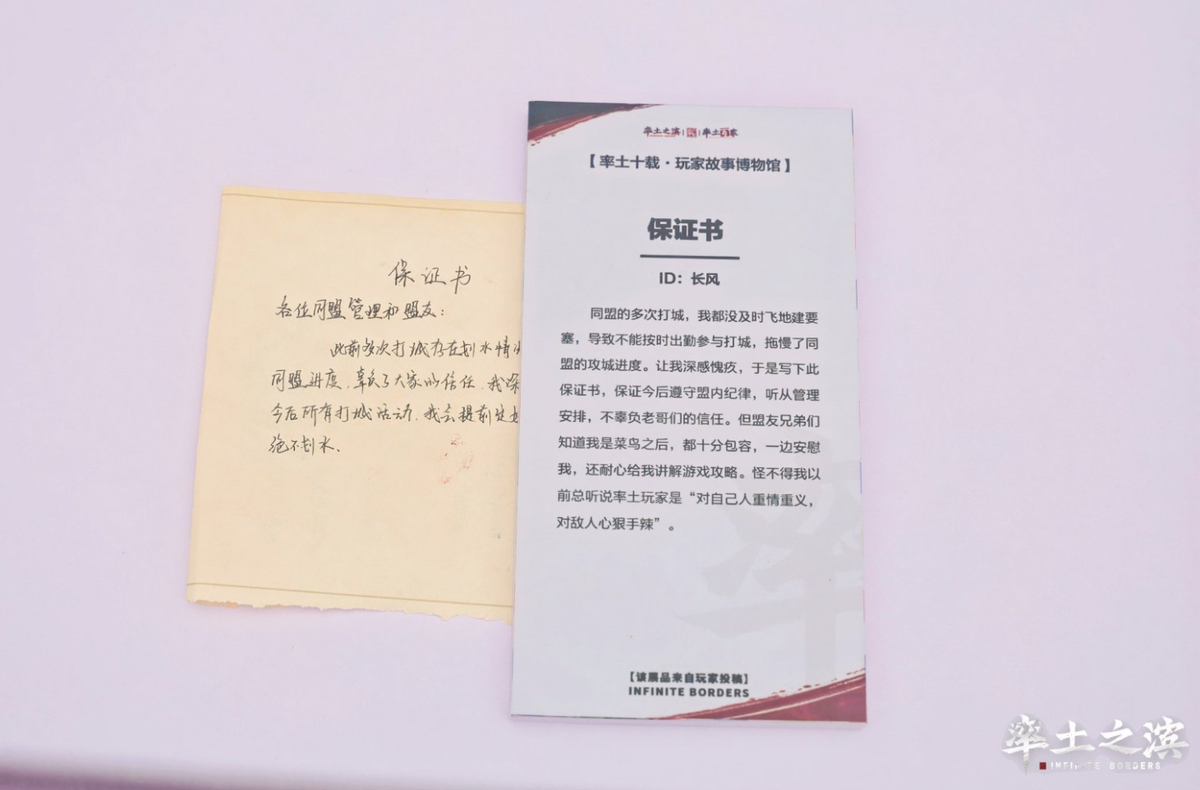 保证书
各位同盟管理和盟友：
此前多次打城存在划水情
同盟进度，辜负了大家的信任，我深
今后所有打城活动，我会提前
绝不划水。
率土之滨 率土
【率土十载·玩家故事博物馆】
保证书
ID：长风
同盟的多次打城，我都没及时飞地建要
塞，导致不能按时出勤参与打城，拖慢了同
盟的攻城进度。让我深感愧疚，于是写下此
保证书，保证今后遵守盟内纪律，听从管理
安排，不辜负老哥们的信任。但盟友兄弟们
知道我是菜鸟之后，都十分包容，一边安慰
我，还耐心给我讲解游戏攻略。怪不得我以
前总听说率土玩家是“对自己人重情重义，
对敌人心狠手辣”。
率
【该展品来自玩家投稿】
INFINITE BORDERS
率土之滨
INFINITE BORDERS